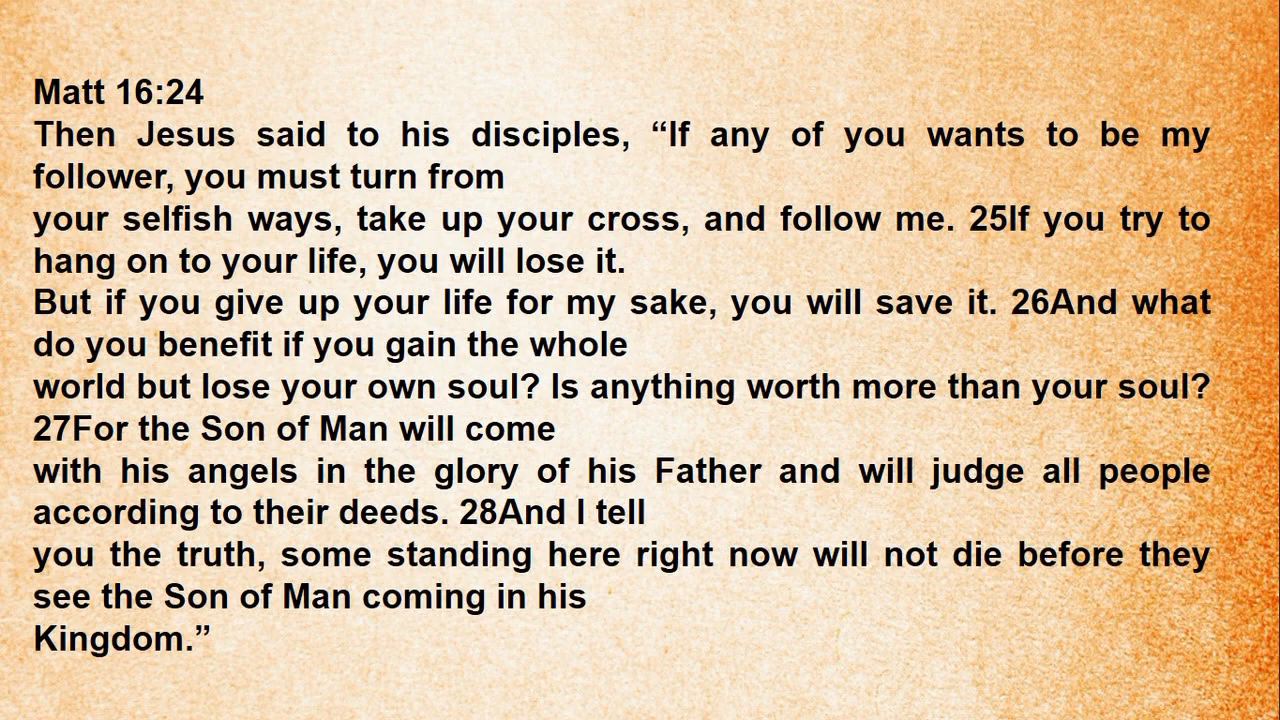 Matt 16:24
Then Jesus said to his disciples, “If any of you wants to be my
follower, you must turn from
your selfish ways, take up your cross, and follow me. 25If you try to
hang on to your life, you will lose it.
But if you give up your life for my sake, you will save it. 26And what
do you benefit if you gain the whole
world but lose your own soul? Is anything worth more than your soul?
27For the Son of Man will come
with his angels in the glory of his Father and will judge all people
according to their deeds. 28And I tell
you the truth, some standing here right now will not die before they
see the Son of Man coming in his
Kingdom.”